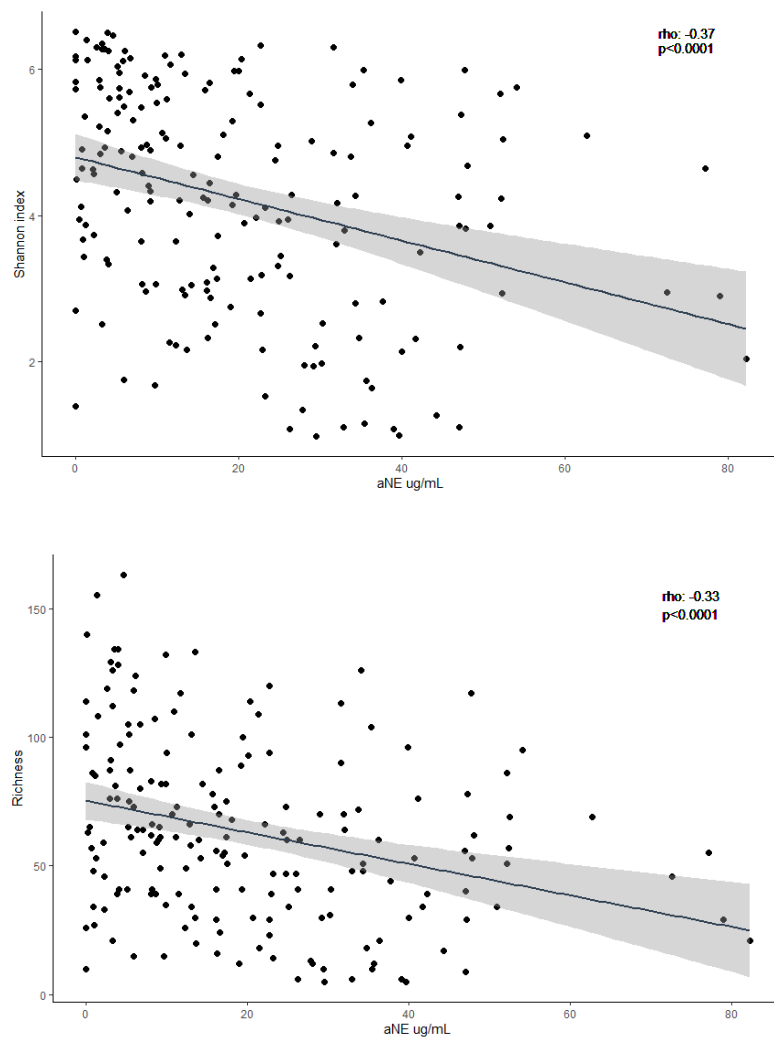 rho: -0.37
p<0.0001
6
4
2
Shannon index
0 20 40 60 80
aNE ug/mL
rho: -0.33
p<0.0001
150
100
50
0
Richness
0 20 40 60 80
aNE ug/mL